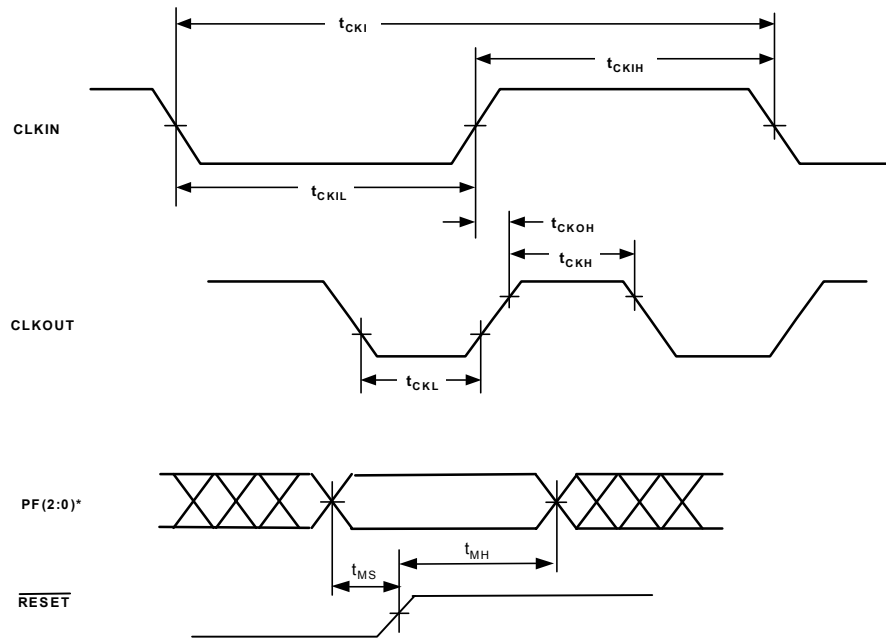 tCKI
tCKIH
CLKIN
tCKIL
tCKOH
tCKH
CLKOUT
tCKL
PF(2:0)*
tMH
tMS
RESET